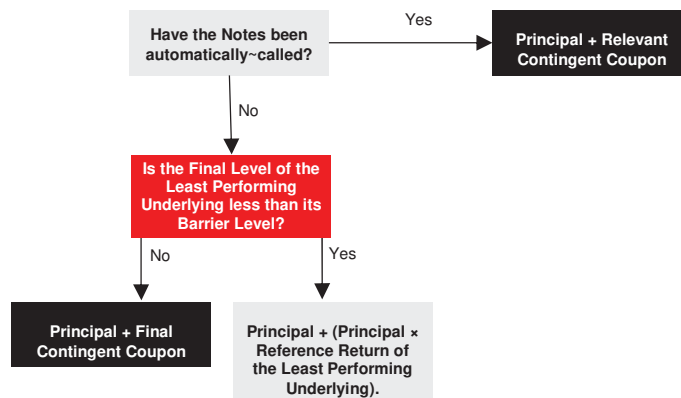 Have the Notes been
automatically~called?
Yes
Principal + Relevant
Contingent Coupon
No
Is the Final Level of the
Least Performing
Underlying less than its
Barrier Level?
No
Yes
Principal + Final
Contingent Coupon
Principal + (Principal ×
Reference Return of
the Least Performing
Underlying).